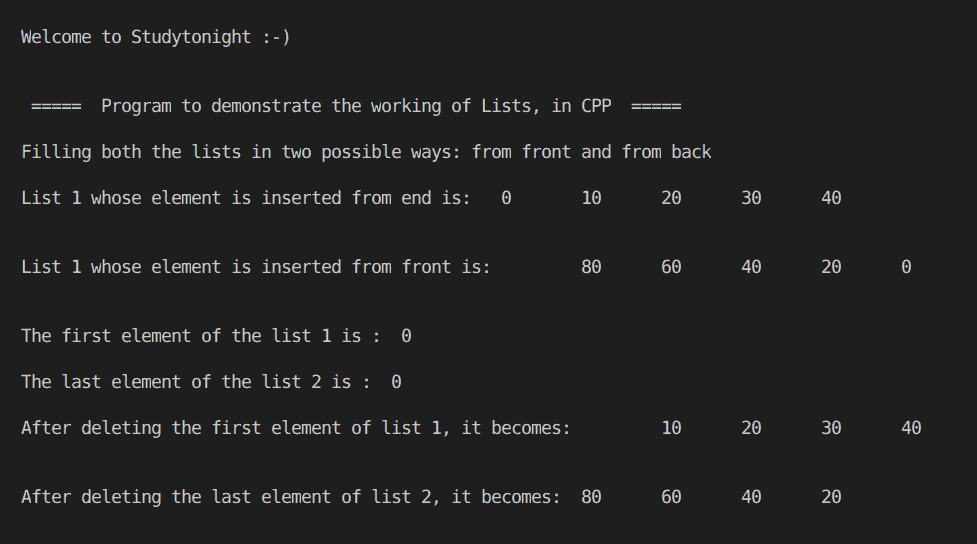 Welcome to Studytonight :-)
===== Program to demonstrate the working of Lists, in CPP =====
Filling both the lists in two possible ways: from front and from back
List 1 whose element is inserted from end is: 0 10 20 30 40
List 1 whose element is inserted from front is: 80 60 40 20 0
The first element of the list 1 is : 0
The last element of the list 2 is : 0
After deleting the first element of list 1, it becomes: 10 20 30 40
After deleting the last element of list 2, it becomes: 80 60 40 20